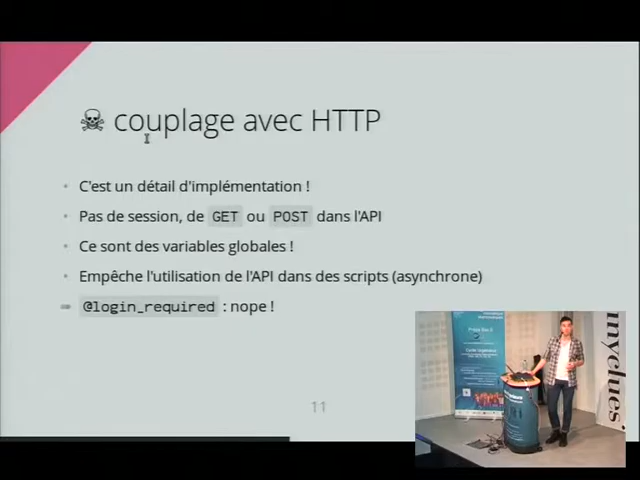 ☠ couplage avec HTTP
• C'est un détail d'implémentation !
• Pas de session, de GET ou POST dans l'API
• Ce sont des variables globales !
• Empêche l'utilisation de l'API dans des scripts (asynchrone)
➡ @login_required : nope !
11
inyclues